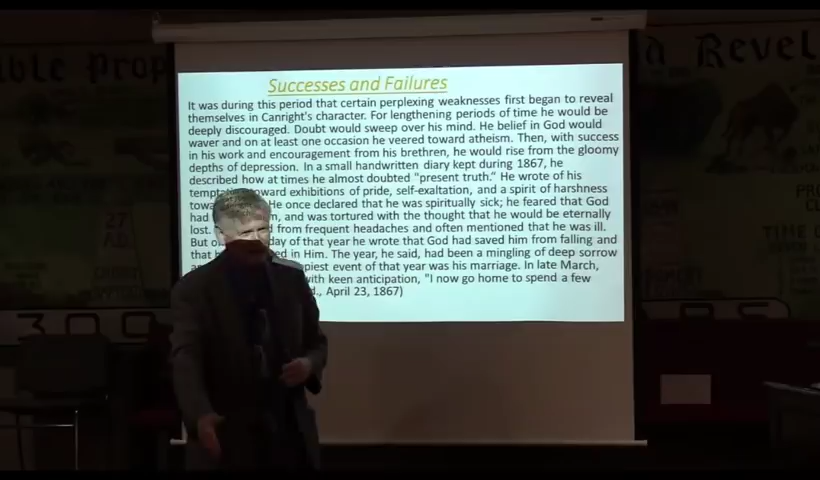 ble Prop
d Revel
Successes and Failures
It was during this period that certain perplexing weaknesses first began to reveal
themselves in Canright's character. For lengthening periods of time he would be
deeply discouraged. Doubt would sweep over his mind. He belief in God would
waver and on at least one occasion he veered toward atheism. Then, with success
in his work and encouragement from his brethren, he would rise from the gloomy
depths of depression. In a small handwritten diary kept during 1867, he
described how at times he almost doubted "present truth." He wrote of his
toward exhibitions of pride, self-exaltation, and a spirit of harshness
He once declared that he was spiritually sick; he feared that God
had and was tortured with the thought that he would be eternally
lost. from frequent headaches and often mentioned that he was ill.
But day of that year he wrote that God had saved him from falling and
that in Him. The year, he said, had been a mingling of deep sorrow
event of that year was his marriage. In late March,
with keen anticipation, "I now go home to spend a few
April 23, 1867)
27
A.D.
TIME